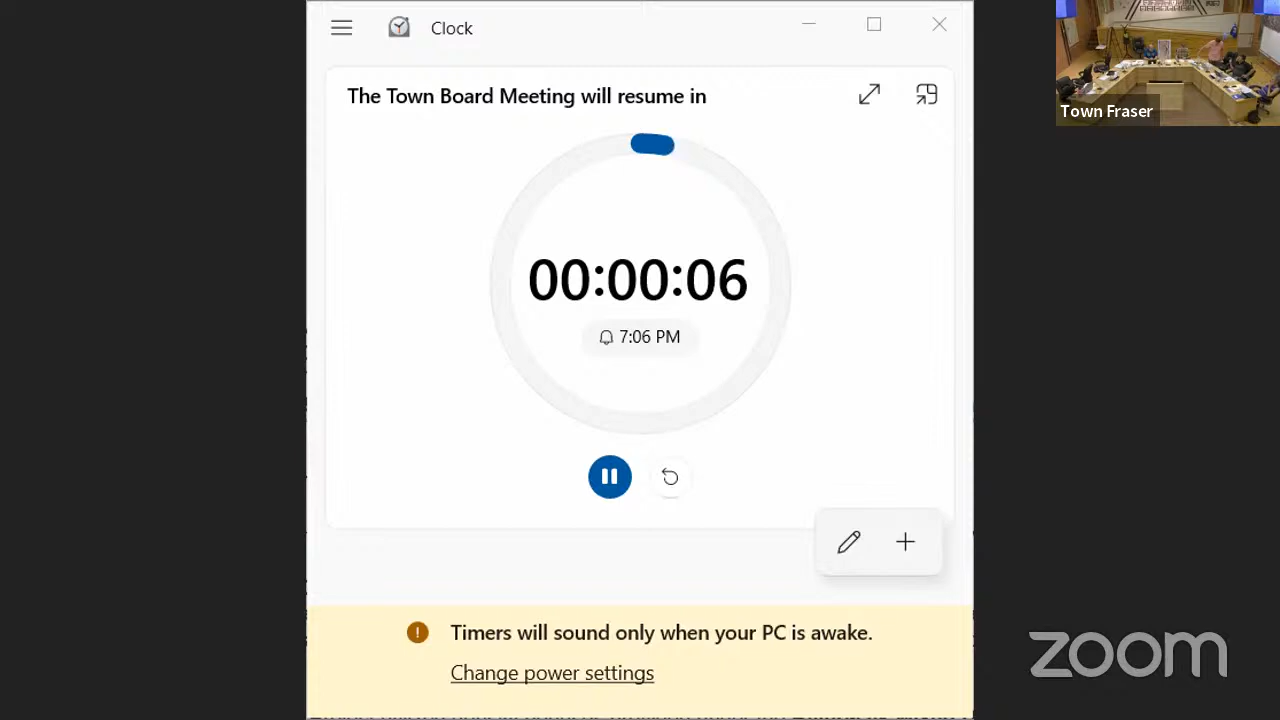 Clock
The Town Board Meeting will resume in
00:00:06
7:06 PM
Timers will sound only when your PC is awake.
Change power settings
Town Fraser
zoom